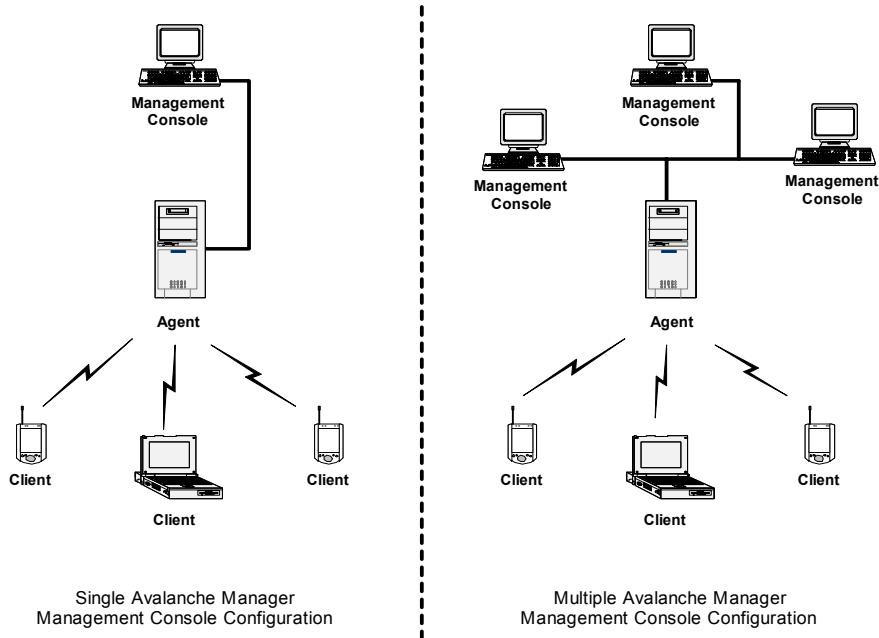 Management
Console
Agent
Client
Client
Client
Single Avalanche Manager
Management Console Configuration
Management
Console
Management
Console
Management
Console
Agent
Client
Client
Client
Multiple Avalanche Manager
Management Console Configuration